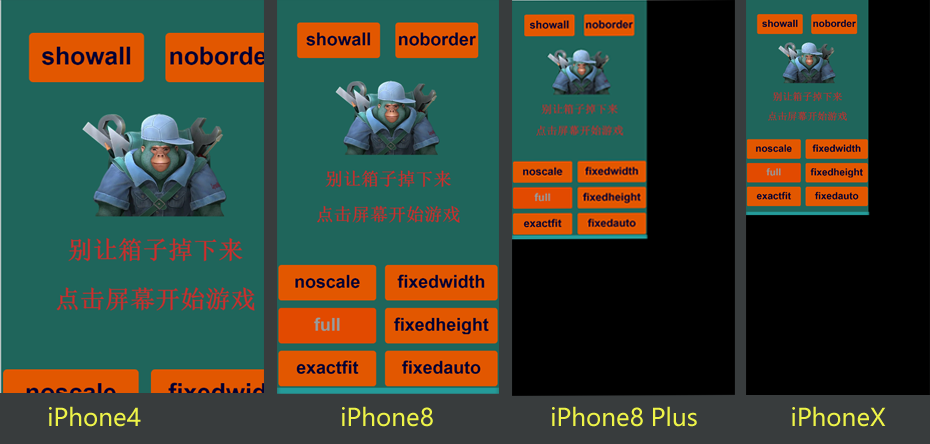 showall noborde
别让箱子掉下来
点击屏幕开始游戏
noscale fixedwid
iPhone4
showall noborder
别让箱子掉下来
点击屏幕开始游戏
noscale fixedwidth
full fixedheight
exactfit fixedauto
iPhone8
showall noborder
别让箱子掉下来
点击屏幕开始游戏
noscale fixedwidth
full fixedheight
exactfit fixedauto
iPhone8 Plus
showall noborder
别让箱子掉下来
点击屏幕开始游戏
noscale fixedwidth
full fixedheight
exactfit fixedauto
iPhoneX